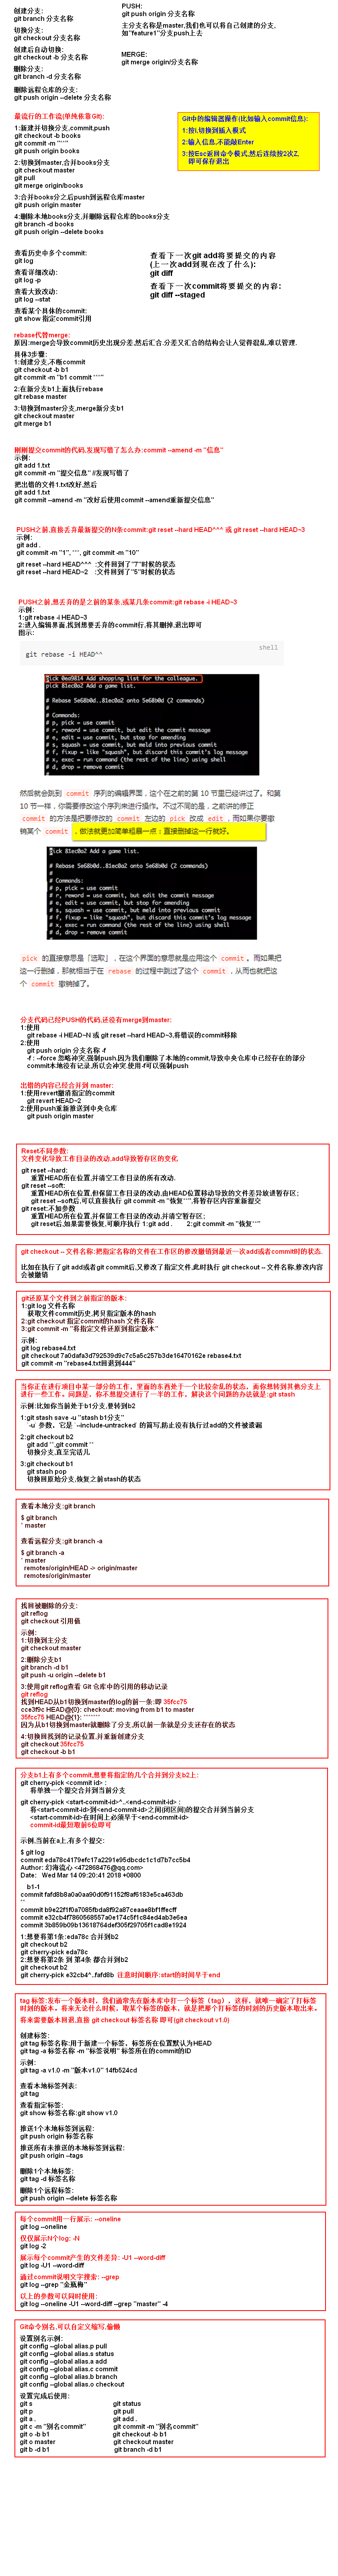 创建分支:
git branch 分支名称
切换分支:
git checkout 分支名称
创建后自动切换:
git checkout -b 分支名称
删除分支:
git branch -d 分支名称
删除远程仓库的分支:
git push origin --delete 分支名称
PUSH:
git push origin 分支名称
主分支名称是master,我们也可以将自己创建的分支,
如"feature1"分支push上去
MERGE:
git merge origin/分支名称
最流行的工作流(单纯依靠Git):
1:新建并切换分支,commit,push
git checkout -b books
git commit -m "''''"
git push origin books
2:切换到master,合并books分支
git checkout master
git pull
git merge origin/books
3:合并books分之后push到远程仓库master
git push origin master
4:删除本地books分支,并删除远程仓库的books分支
git branch -d books
git push origin --delete books
Git中的编辑器操作(比如输入commit信息):
1:按i,切换到插入模式
2:输入信息,不能敲Enter
3:按Esc返回命令模式,然后连续按2次Z,
即可保存退出
查看历史中多个commit:
git log
查看详细改动:
git log -p
查看大致改动:
git log --stat
查看某个具体的commit:
git show 指定commit引用
查看下一次git add将要提交的内容
(上一次add到现在改了什么):
git diff
查看下一次commit将要提交的内容:
git diff --staged
rebase代替merge:
原因:merge会导致commit历史出现分差,然后汇合.分差又汇合的结构会让人觉得混乱,难以管理.
具体3步骤:
1:创建分支,不断commit
git checkout -b b1
git commit -m "b1 commit ''''"
2:在新分支b1上面执行rebase
git rebase master
3:切换到master分支,merge新分支b1
git checkout master
git merge b1
刚刚提交commit的代码,发现写错了怎么办:commit --amend -m "信息"
示例:
git add 1.txt
git commit -m "提交信息" //发现写错了
把出错的文件1.txt改好,然后
git add 1.txt
git commit --amend -m "改好后使用commit --amend重新提交信息"
PUSH之前,直接丢弃最新提交的N条commit:git reset --hard HEAD^^^ 或 git reset --hard HEAD~3
示例:
git add .
git commit -m "1", ''''', git commit -m "10"
git reset --hard HEAD^^^ :文件回到了"7"时候的状态
git reset --hard HEAD~2 :文件回到了"5"时候的状态
PUSH之前,想丢弃的是之前的某条,或某几条commit:git rebase -i HEAD~3
示例:
1:git rebase -i HEAD~3
2:进入编辑界面,找到想要丢弃的commit行,将其删掉,退出即可
图示:
shell
git rebase -i HEAD^^
pick 0ee9814 Add shopping list for the colleague.
pick 81ec0a2 Add a game list.
# Rebase 5e68b0d..81ec0a2 onto 5e68b0d (2 commands)
#
# Commands:
# p, pick = use commit
# r, reword = use commit, but edit the commit message
# e, edit = use commit, but stop for amending
# s, squash = use commit, but meld into previous commit
# f, fixup = like "squash", but discard this commit's log message
# x, exec = run command (the rest of the line) using shell
# d, drop = remove commit
然后就会跳到 commit 序列的编辑界面，这个在之前的第 10 节里已经讲过了。和第
10 节一样，你需要修改这个序列来进行操作。不过不同的是，之前讲的修正
commit 的方法是把要修改的 commit 左边的 pick 改成 edit ，而如果你要撤
销某个 commit ，做法就更加简单粗暴一点：直接删掉这一行就好。
pick 81ec0a2 Add a game list.
# Rebase 5e68b0d..81ec0a2 onto 5e68b0d (2 commands)
#
# Commands:
# p, pick = use commit
# r, reword = use commit, but edit the commit message
# e, edit = use commit, but stop for amending
# s, squash = use commit, but meld into previous commit
# f, fixup = like "squash", but discard this commit's log message
# x, exec = run command (the rest of the line) using shell
# d, drop = remove commit
pick 的直接意思是「选取」，在这个界面的意思就是应用这个 commit 。而如果把
这一行删掉，那就相当于在 rebase 的过程中跳过了这个 commit ，从而也就把这
个 commit 撤销掉了。
分支代码已经PUSH的代码,还没有merge到master:
1:使用
git rebase -i HEAD~N 或 git reset --hard HEAD~3,将错误的commit移除
2:使用
git push origin 分支名称 -f
-f : --force 忽略冲突,强制push,因为我们删除了本地的commit,导致中央仓库中已经存在的部分
commit本地没有记录,所以会冲突.使用-f可以强制push
出错的内容已经合并到 master:
1:使用revert撤消指定的commit
git revert HEAD~2
2:使用push重新推送到中央仓库
git push origin master
Reset不同参数:
文件变化导致工作目录的改动,add导致暂存区的变化
git reset --hard:
重置HEAD所在位置,并清空工作目录的所有改动.
git reset --soft:
重置HEAD所在位置,但保留工作目录的改动,由HEAD位置移动导致的文件差异放进暂存区;
git reset --soft后,可以直接执行 git commit -m "恢复''''",将暂存区内容重新提交
git reset:不加参数
重置HEAD所在位置,并保留工作目录的改动,并清空暂存区;
git reset后,如果需要恢复,可顺序执行 1:git add . 2:git commit -m "恢复''''"
git checkout -- 文件名称:把指定名称的文件在工作区的修改撤销到最近一次add或者commit时的状态.
比如在执行了git add或者git commit后,又修改了指定文件,此时执行 git checkout -- 文件名称,修改内容
会被撤销
git还原某个文件到之前指定的版本:
1:git log 文件名称
获取文件commit历史,拷贝指定版本的hash
2:git checkout 指定commit的hash 文件名称
3:git commit -m "将指定文件还原到指定版本"
示例:
git log rebase4.txt
git checkout 7a0dafa3d792539d9c7c5a5c257b3de16470162e rebase4.txt
git commit -m "rebase4.txt回退到444"
当你正在进行项目中某一部分的工作，里面的东西处于一个比较杂乱的状态，而你想转到其他分支上
进行一些工作。问题是，你不想提交进行了一半的工作。解决这个问题的办法就是:git stash
示例:比如你当前处于b1分支,要转到b2
1:git stash save -u "stash b1分支"
-u 参数，它是 `--include-untracked` 的简写,防止没有执行过add的文件被遗漏
2:git checkout b2
git add '''',git commit ''''
切换分支,直至完活儿
3:git checkout b1
git stash pop
切换回原始分支,恢复之前stash的状态
查看本地分支:git branch
$ git branch
* master
查看远程分支:git branch -a
$ git branch -a
* master
remotes/origin/HEAD -> origin/master
remotes/origin/master
找回被删除的分支:
git reflog
git checkout 引用值
示例:
1:切换到主分支
git checkout master
2:删除分支b1
git branch -d b1
git push -u origin --delete b1
3:使用git reflog查看 Git 仓库中的引用的移动记录
git reflog
找到HEAD从b1切换到master的log的前一条:即 35fcc75
cce3f9c HEAD@{0}: checkout: moving from b1 to master
35fcc75 HEAD@{1}: '''''''''''''
因为从b1切换到master就删除了分支,所以前一条就是分支还存在的状态
4:切换回找到的记录位置,并重新创建分支
git checkout 35fcc75
git checkout -b b1
分支b1上有多个commit,想要将指定的几个合并到分支b2上:
git cherry-pick <commit id> :
将单独一个提交合并到当前分支
git cherry-pick <start-commit-id>^..<end-commit-id> :
将<start-commit-id>到<end-commit-id>之间(闭区间)的提交合并到当前分支
<start-commit-id>在时间上必须早于<end-commit-id>
commit-id最短取前6位即可
示例,当前在a上,有多个提交:
$ git log
commit eda78c4179efc17a2291e95dbcdc1c1d7b7cc5b4
Author: 幻海流心 <472868476@qq.com>
Date: Wed Mar 14 09:20:41 2018 +0800
b1-1
commit fafd8b8a0a0aa90d0f91152f8af6183e5ca463db
''''
commit b9e22f1f0a7085fbda8f92a87ceaae8bf1ffecff
commit e32cb4f7860568557a0e174c5f1c84ed4ab3e6ea
commit 3b859b09b13618764def305f29705f1cad8e1924
1:想要将第1条:eda78c 合并到b2
git checkout b2
git cherry-pick eda78c
2:想要将第2条 到 第4条 都合并到b2
git checkout b2
git cherry-pick e32cb4^..fafd8b 注意时间顺序:start的时间早于end
tag 标签:发布一个版本时，我们通常先在版本库中打一个标签（tag），这样，就唯一确定了打标签
时刻的版本。将来无论什么时候，取某个标签的版本，就是把那个打标签的时刻的历史版本取出来。
将来需要版本回退,直接 git checkout 标签名称 即可(git checkout v1.0)
创建标签:
git tag 标签名称:用于新建一个标签，标签所在位置默认为HEAD
git tag -a 标签名称 -m "标签说明" 标签所在的commit的ID
示例:
git tag -a v1.0 -m "版本v1.0" 14fb524cd
查看本地标签列表:
git tag
查看指定标签:
git show 标签名称:git show v1.0
推送1个本地标签到远程:
git push origin 标签名称
推送所有未推送的本地标签到远程:
git push origin --tags
删除1个本地标签:
git tag -d 标签名称
删除1个远程标签:
git push origin --delete 标签名称
每个commit用一行展示: --oneline
git log --oneline
仅仅展示N个log: -N
git log -2
展示每个commit产生的文件差异: -U1 --word-diff
git log -U1 --word-diff
通过commit说明文字搜索: --grep
git log --grep "金瓶梅"
以上的参数可以同时使用:
git log --oneline -U1 --word-diff --grep "master" -4
Git命令别名,可以自定义缩写,偷懒
设置别名示例:
git config --global alias.p pull
git config --global alias.s status
git config --global alias.a add
git config --global alias.c commit
git config --global alias.b branch
git config --global alias.o checkout
设置完成后使用:
git s git status
git p git pull
git a . git add .
git c -m "别名commit" git commit -m "别名commit"
git o -b b1 git checkout -b b1
git o master git checkout master
git b -d b1 git branch -d b1